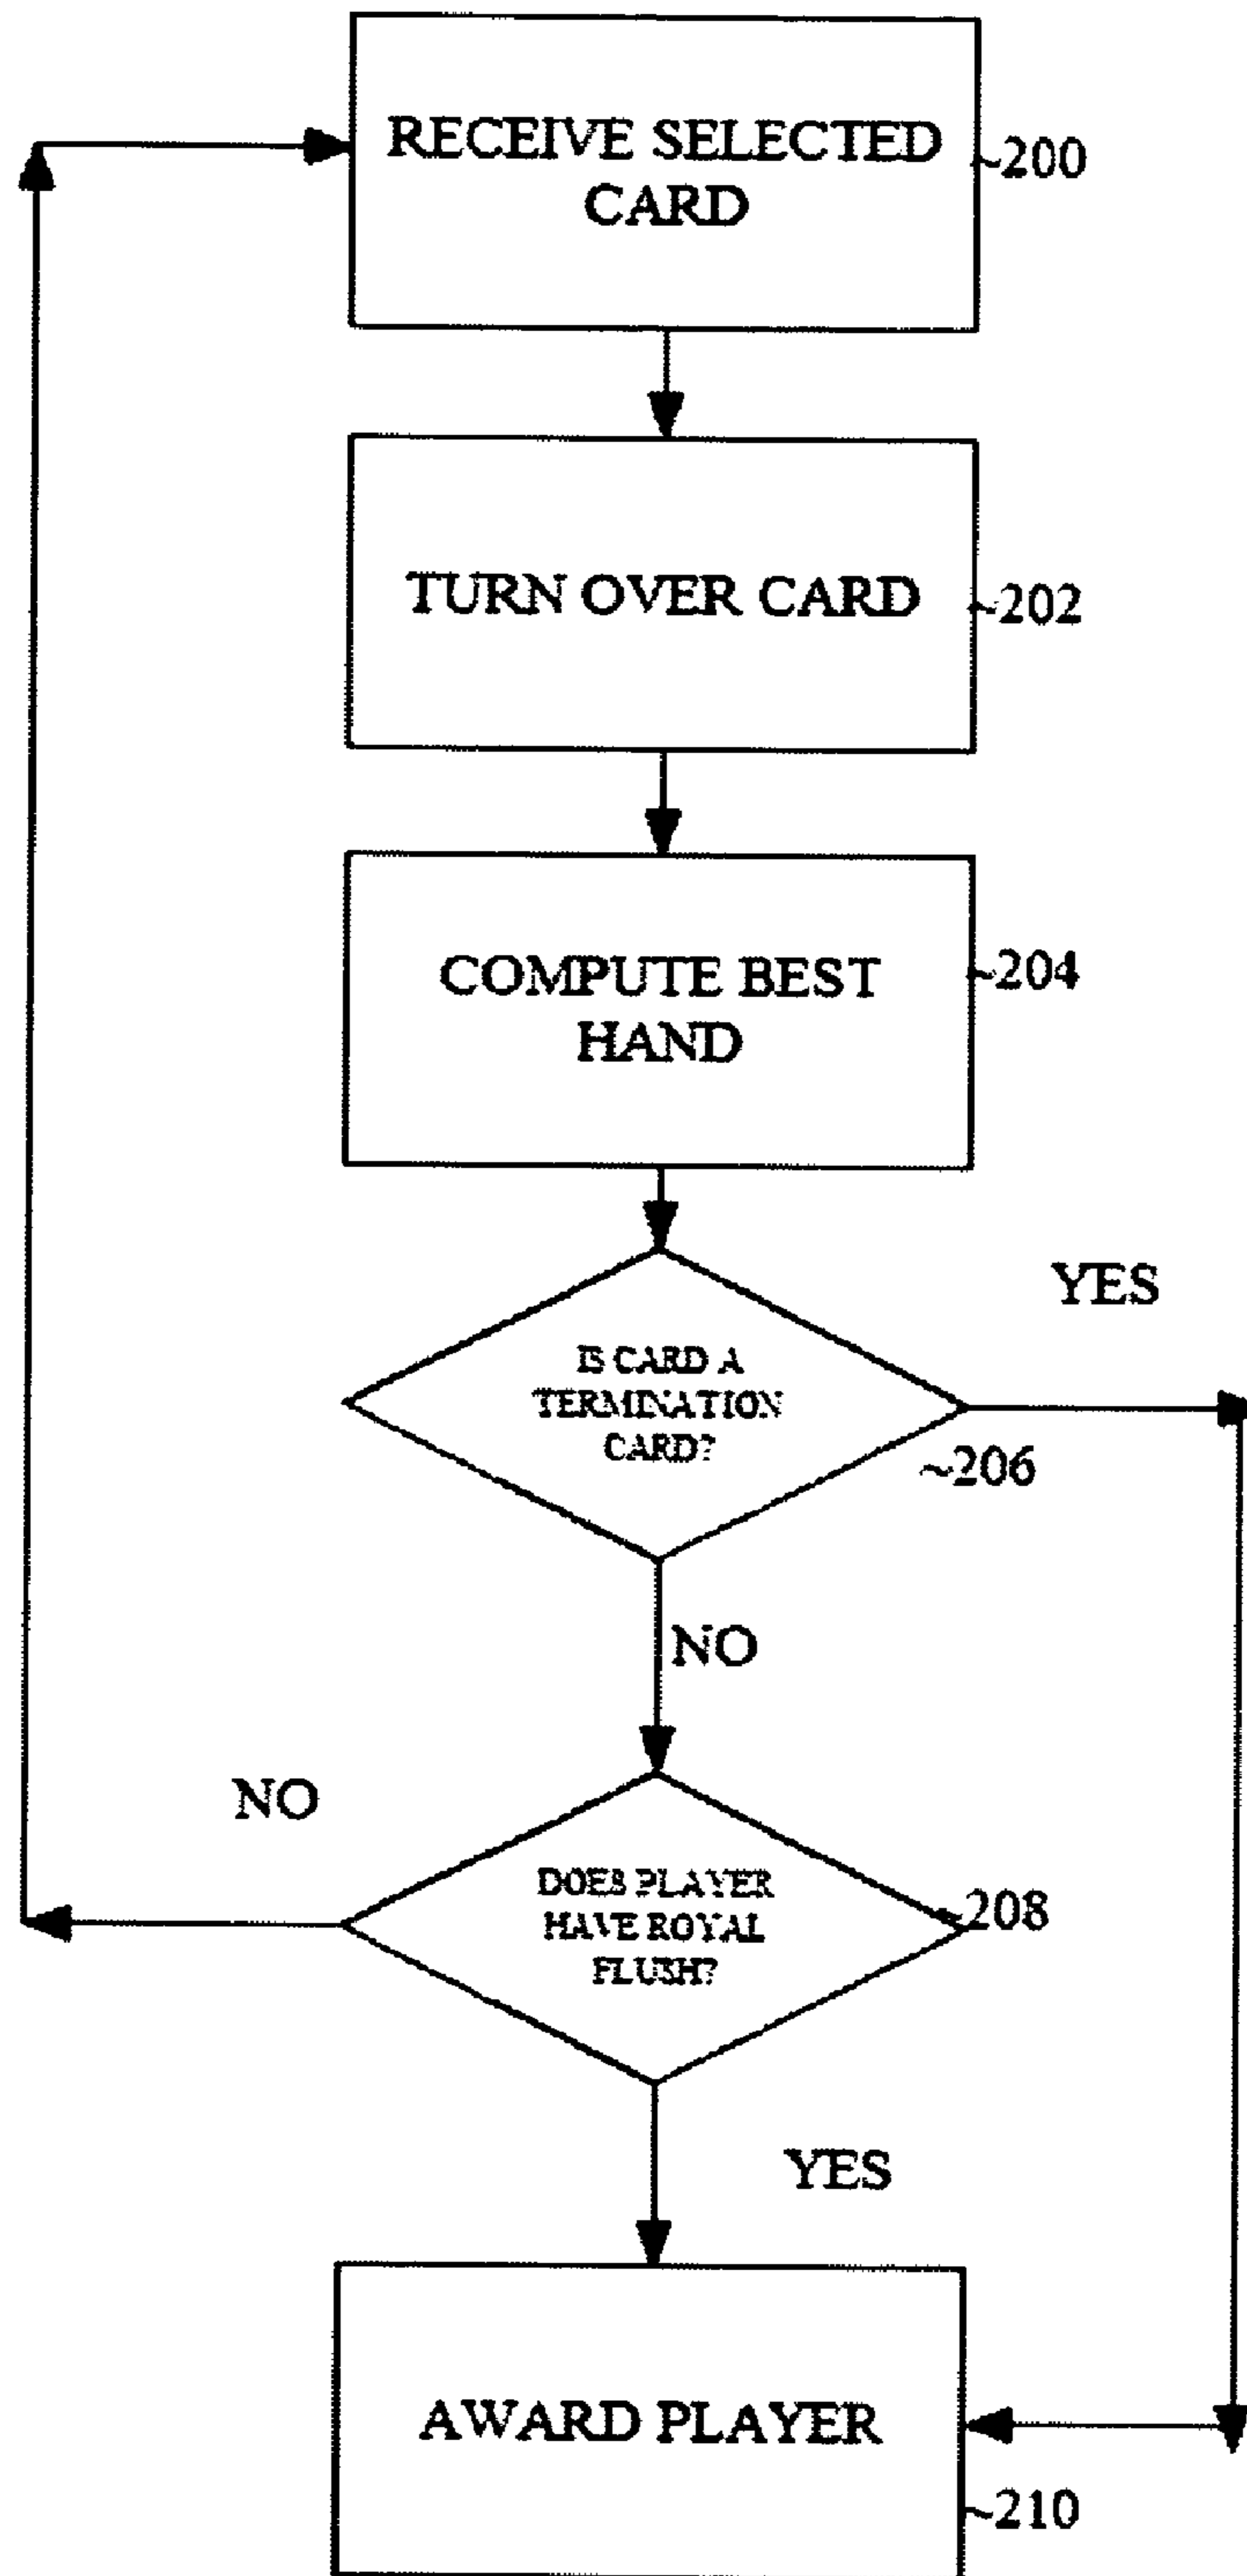 RECEIVE SELECTED
CARD
~200
TURN OVER CARD
~202
COMPUTE BEST
HAND
~204
YES
IS CARD A
TERMINATION
CARD?
~206
NO
NO
DOES PLAYER
HAVE ROYAL
FLUSH?
~208
YES
AWARD PLAYER
~210